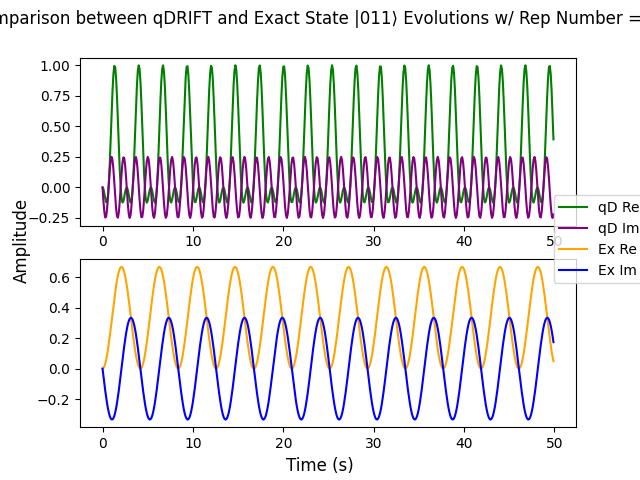 mparison between qDRIFT and Exact State |011⟩ Evolutions w/ Rep Number =
1.00
0.75
0.50
0.25
0.00
−0.25
0 10 20 30 40 50
qD Re
qD Im
Ex Re
Ex Im
Amplitude
0.6
0.4
0.2
0.0
−0.2
0 10 20 30 40 50
Time (s)